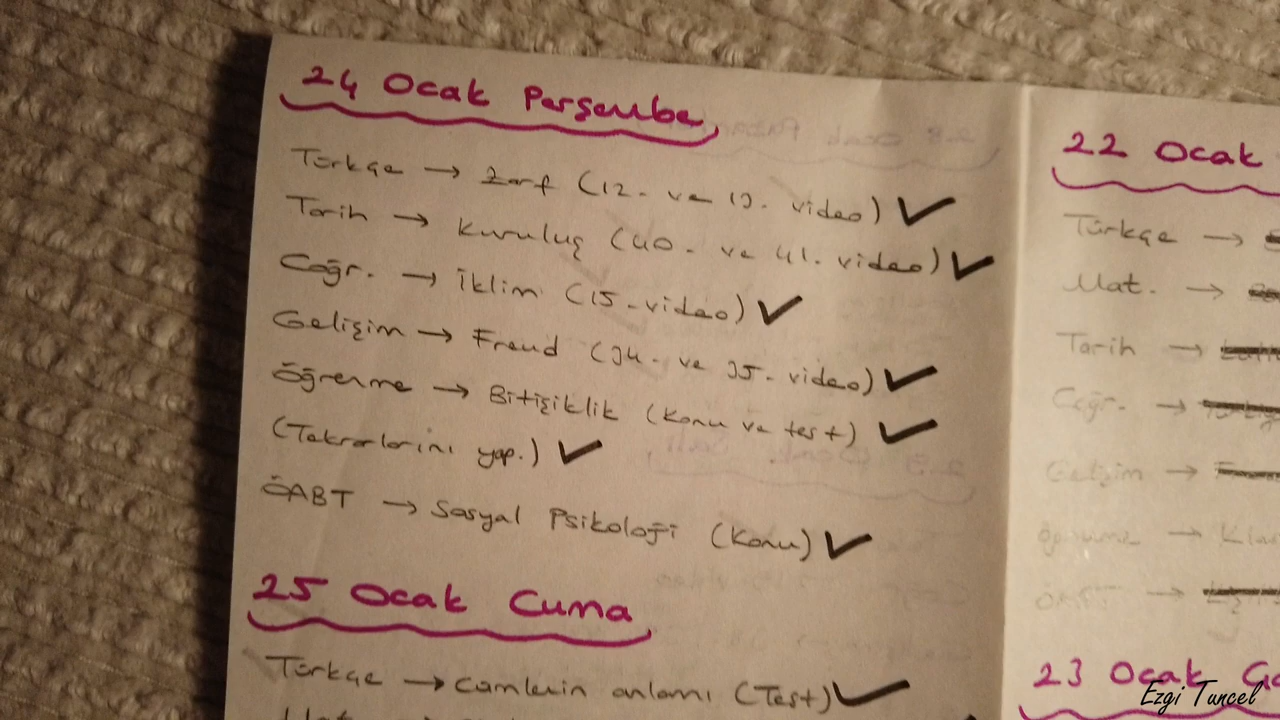 24 Ocak Perşembe
Türkçe → Zarf (12. ve 13. video) ✓
Tarih → Kuruluş (40. ve 41. video) ✓
Coğr. → İklim (15. video) ✓
Gelişim → Freud (34. ve 35. video) ✓
Öğrenme → Bitişiklik (Konu ve test) ✓
(Tekrarlarını yap.) ✓
ÖABT → Sosyal Psikoloji (Konu) ✓
25 Ocak Cuma
Türkçe → Cümlenin anlamı (Test) ✓
22 Ocak
Türkçe →
Mat. →
Tarih →
Coğr. →
Gelişim →
Öğrenme →
ÖABT →
23 Ocak
Ezgi Tuncel